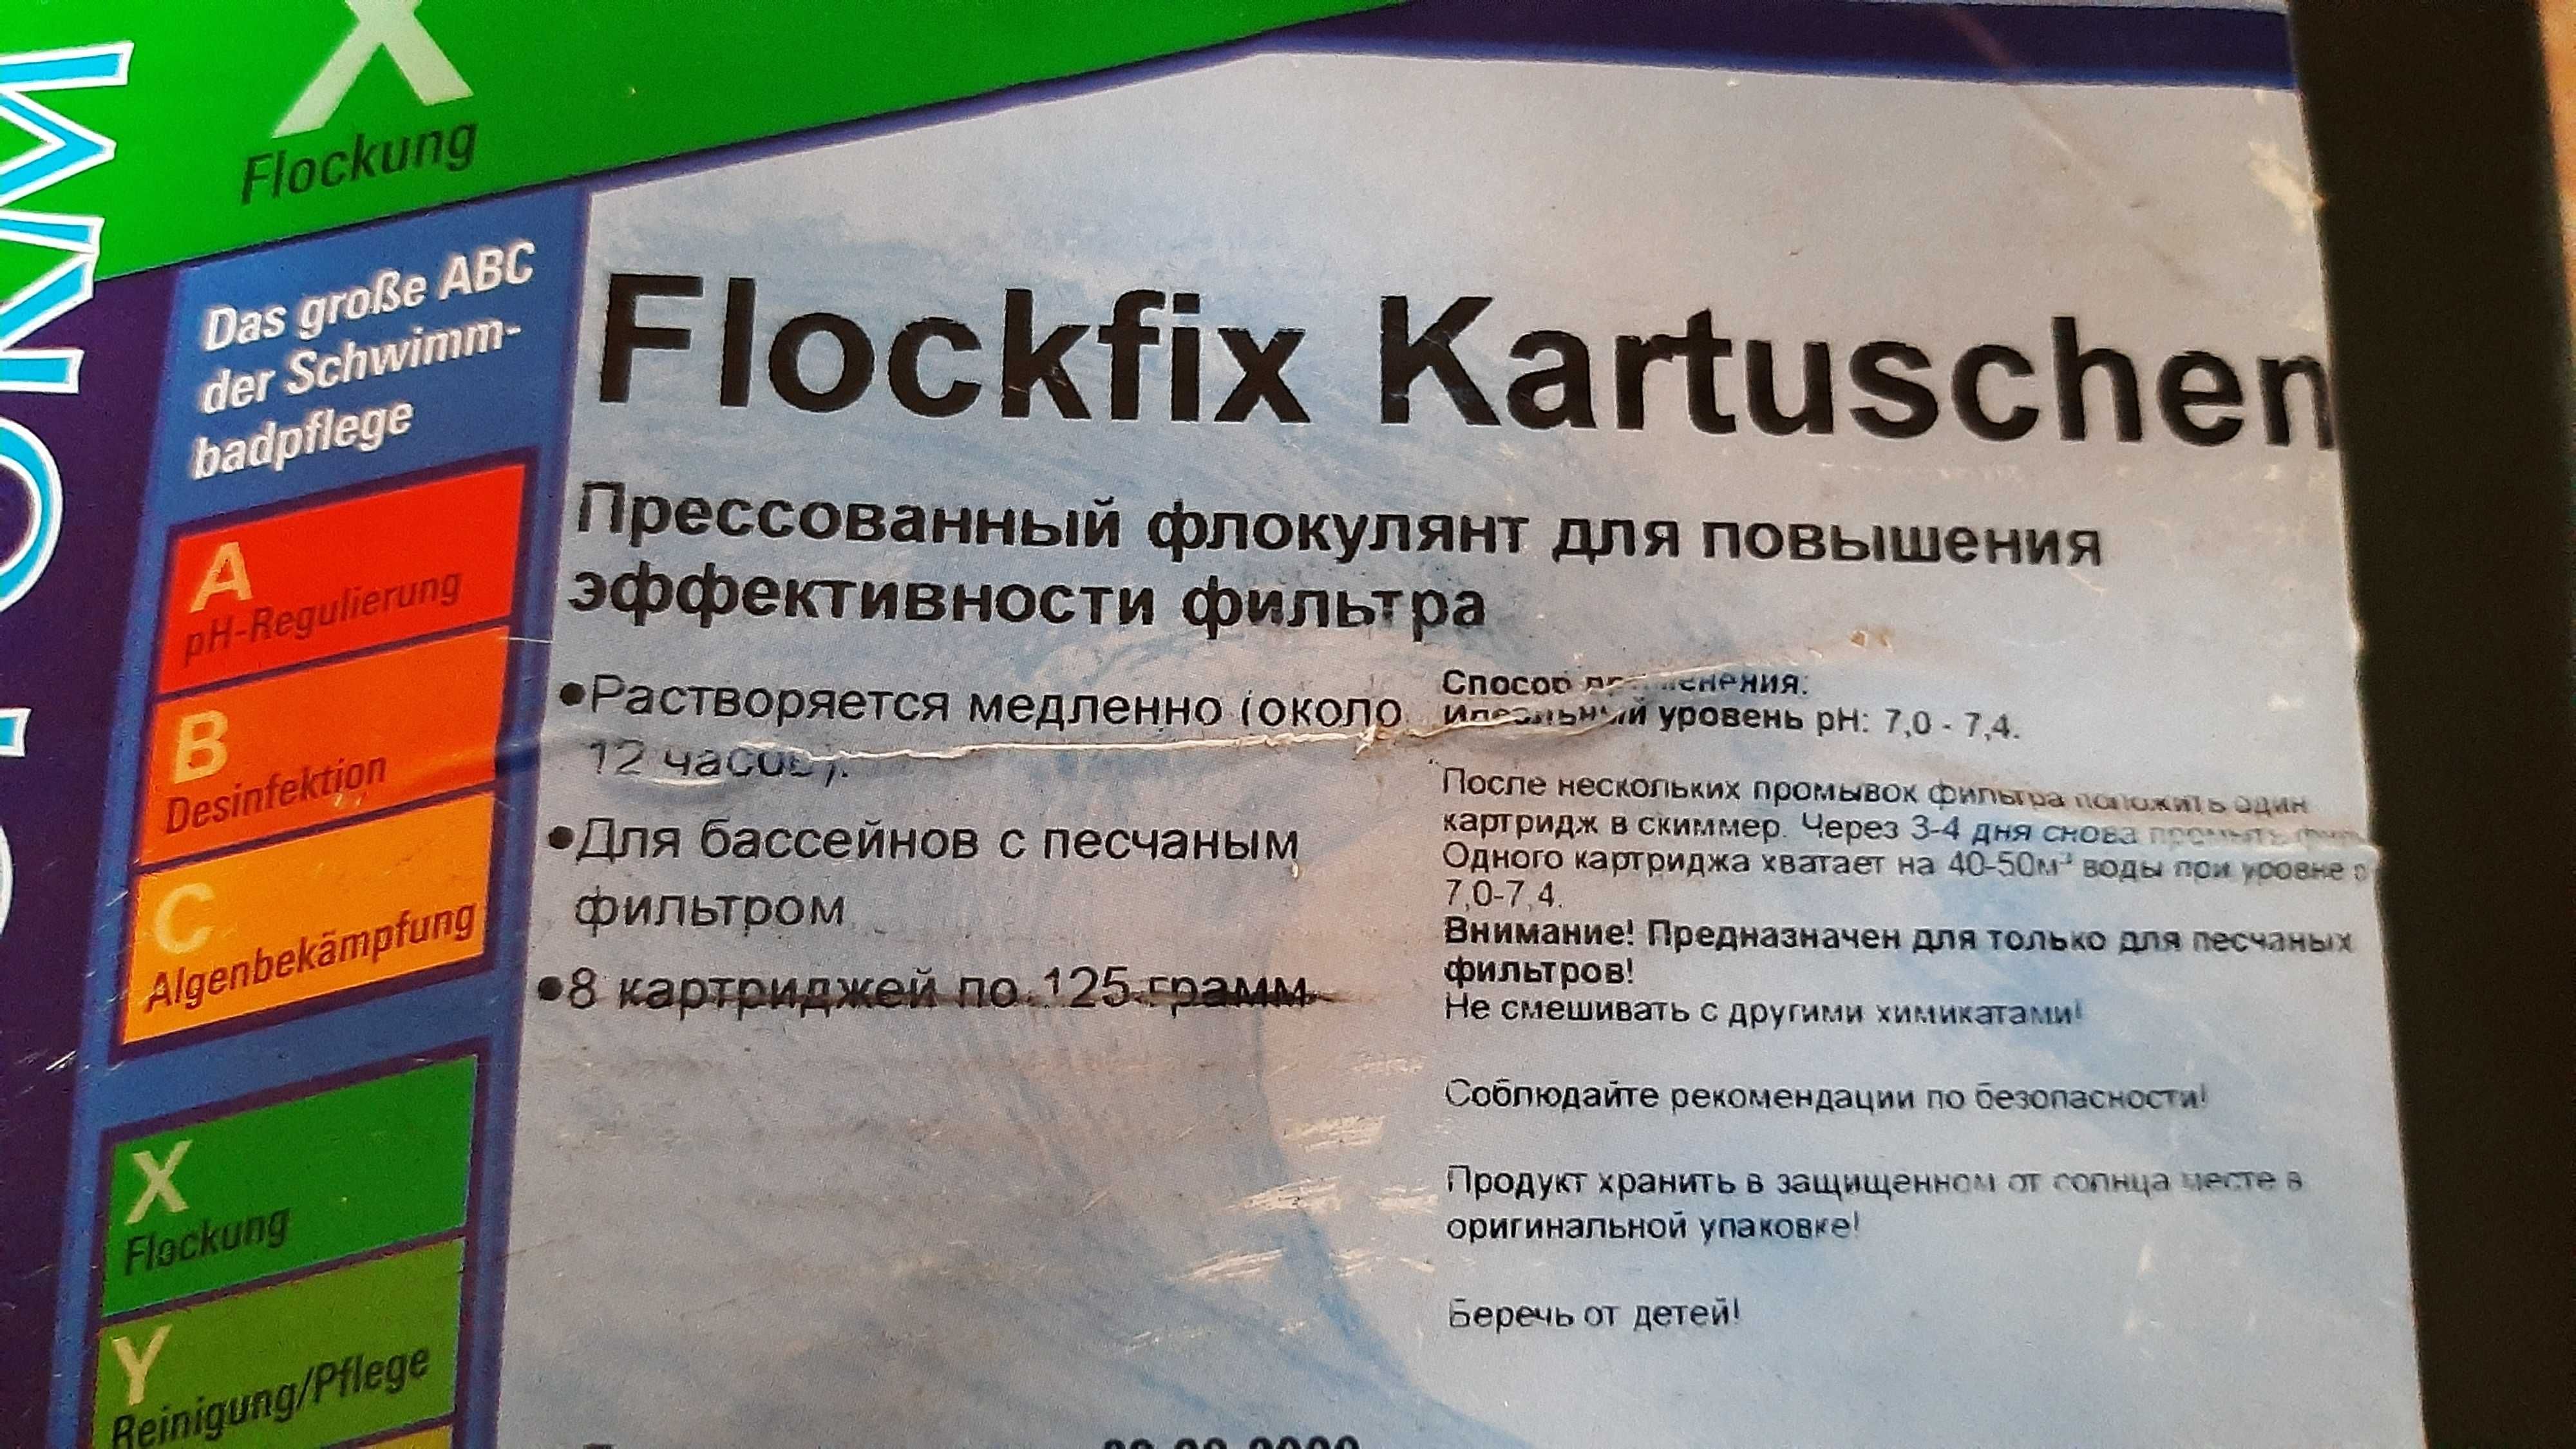 X
Flockung
Das große ABC
der Schwimm-
badpflege
A
pH-Regulierung
B
Desinfektion
C
Algenbekämpfung
X
Flockung
Y
Reinigung/Pflege
Flockfix Kartuschen
Прессованный флокулянт для повышения
эффективности фильтра
•Растворяется медленно (около
12 часов).
•Для бассейнов с песчаным
фильтром
•8 картриджей по 125 грамм
Способ применения:
Идеальный уровень pH: 7,0 - 7,4.
После нескольких промывок фильтра положить один
картридж в скиммер. Через 3-4 дня снова промыть
Одного картриджа хватает на 40-50м³ воды при уровне
7,0-7,4.
Внимание! Предназначен для только для песчаных
фильтров!
Не смешивать с другими химикатами!
Соблюдайте рекомендации по безопасности!
Продукт хранить в защищенном от солнца месте в
оригинальной упаковке!
Беречь от детей!